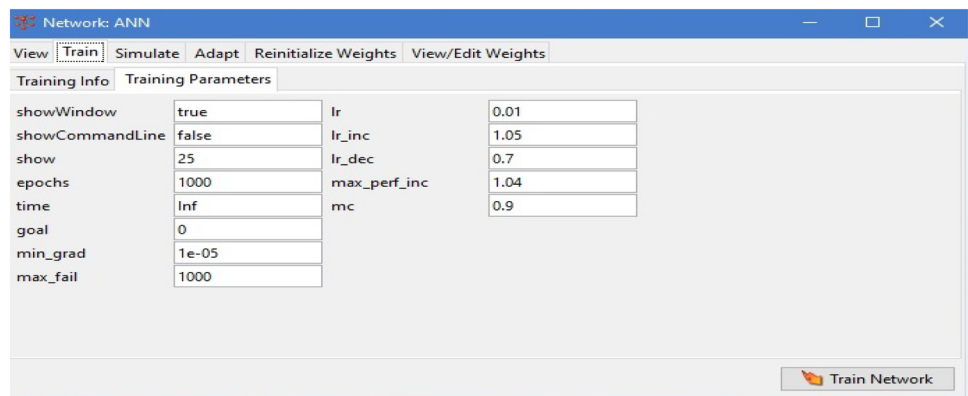 Network: ANN
View Train Simulate Adapt Reinitialize Weights View/Edit Weights
Training Info Training Parameters
showWindow true lr 0.01
showCommandLine false lr_inc 1.05
show 25 lr_dec 0.7
epochs 1000 max_perf_inc 1.04
time Inf mc 0.9
goal 0
min_grad 1e-05
max_fail 1000
Train Network